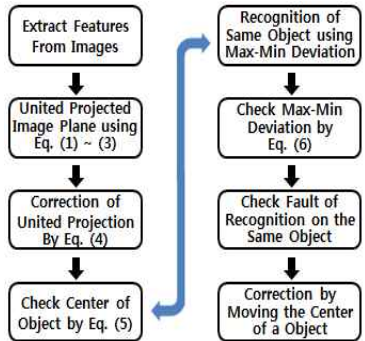 Extract Features
From Images
United Projected
Image Plane using
Eq. (1) ~ (3)
Correction of
United Projection
By Eq. (4)
Check Center of
Object by Eq. (5)
Recognition of
Same Object using
Max-Min Deviation
Check Max-Min
Deviation by
Eq. (6)
Check Fault of
Recognition on the
Same Object
Correction by
Moving the Center
of a Object